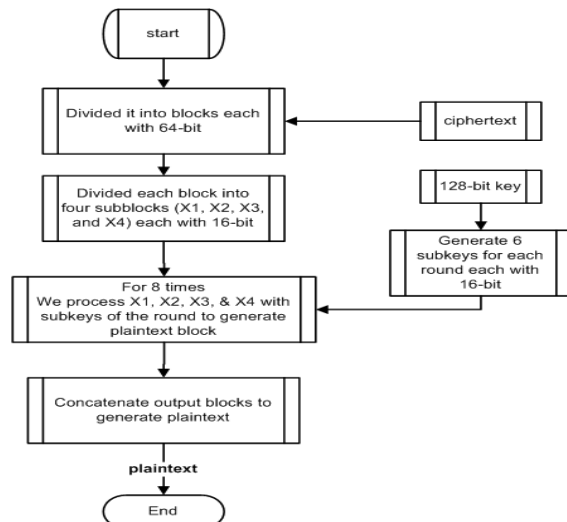 start
Divided it into blocks each
with 64-bit
ciphertext
Divided each block into
four subblocks (X1, X2, X3,
and X4) each with 16-bit
128-bit key
Generate 6
subkeys for each
round each with
16-bit
For 8 times
We process X1, X2, X3, & X4 with
subkeys of the round to generate
plaintext block
Concatenate output blocks to
generate plaintext
plaintext
End